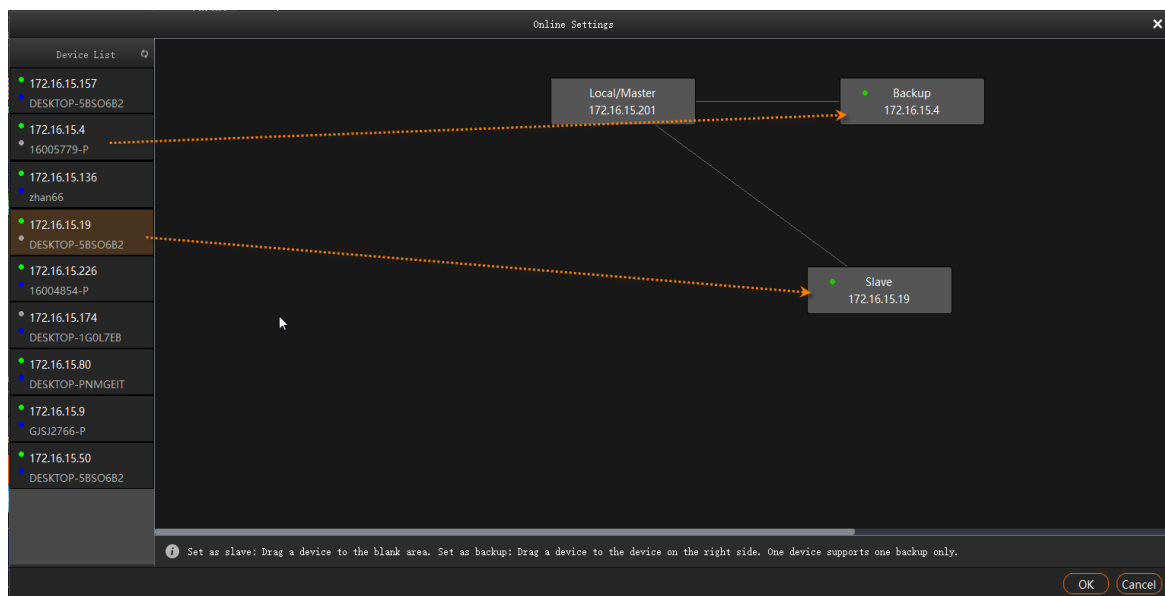 Online Settings
Device List
172.16.15.157
DESKTOP-5BSO6B2
172.16.15.4
16005779-P
172.16.15.136
zhan66
172.16.15.19
DESKTOP-5BSO6B2
172.16.15.226
16004854-P
172.16.15.174
DESKTOP-1G0L7EB
172.16.15.80
DESKTOP-PNMGEIT
172.16.15.9
GJSJ2766-P
172.16.15.50
DESKTOP-5BSO6B2
Local/Master
172.16.15.201
Backup
172.16.15.4
Slave
172.16.15.19
Set as slave: Drag a device to the blank area. Set as backup: Drag a device to the device on the right side. One device supports one backup only.
OK
Cancel